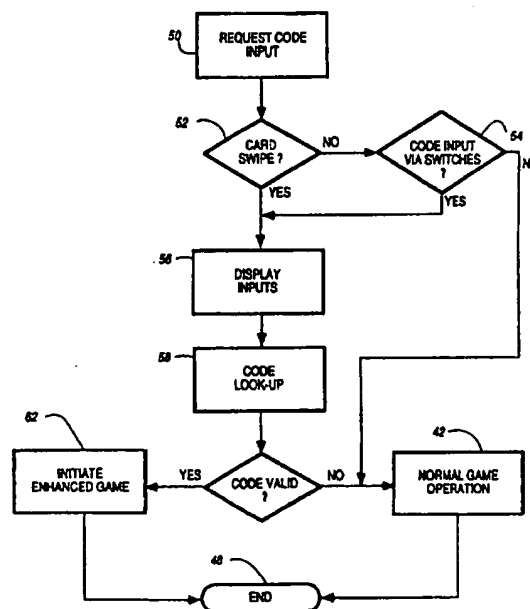 50
REQUEST CODE
INPUT
52
CARD
SWIPE ?
NO
54
CODE INPUT
VIA SWITCHES
?
N
YES
YES
56
DISPLAY
INPUTS
58
CODE
LOOK-UP
62
INITIATE
ENHANCED GAME
YES
CODE VALID
?
NO
42
NORMAL GAME
OPERATION
48
END